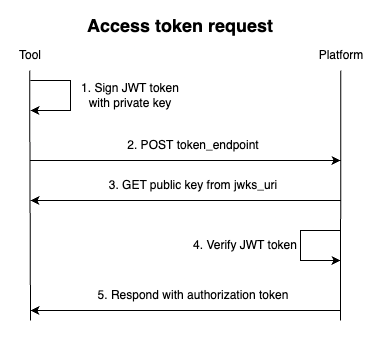 Access token request
Tool
Platform
1. Sign JWT token
with private key
2. POST token_endpoint
3. GET public key from jwks_uri
4. Verify JWT token
5. Respond with authorization token